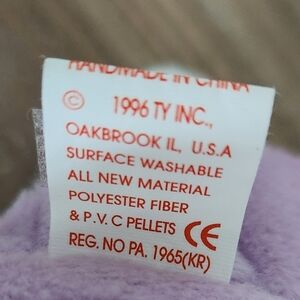 HANDMADE IN CHINA
© 1996 TY INC.,
OAKBROOK IL, U.S.A
SURFACE WASHABLE
ALL NEW MATERIAL
POLYESTER FIBER
& P.V.C PELLETS CE
REG. NO PA. 1965(KR)